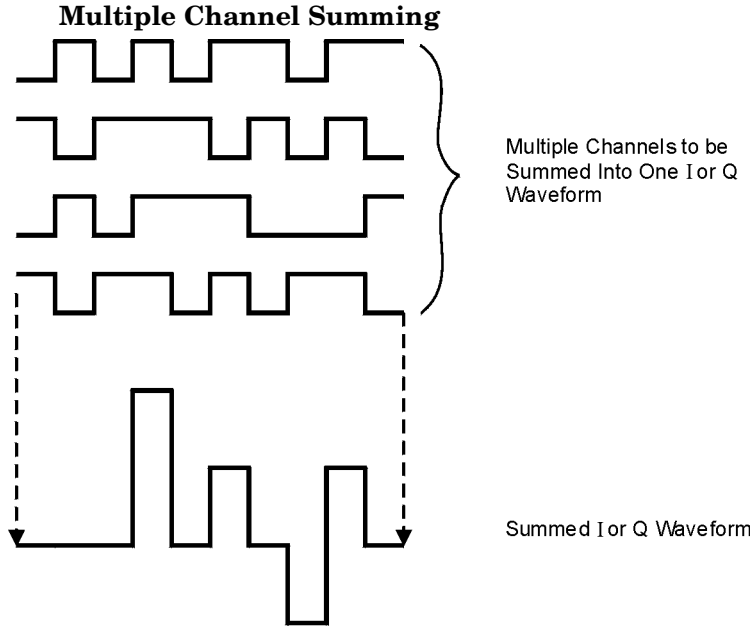 Multiple Channel Summing
Multiple Channels to be
Summed Into One I or Q
Waveform
Summed I or Q Waveform